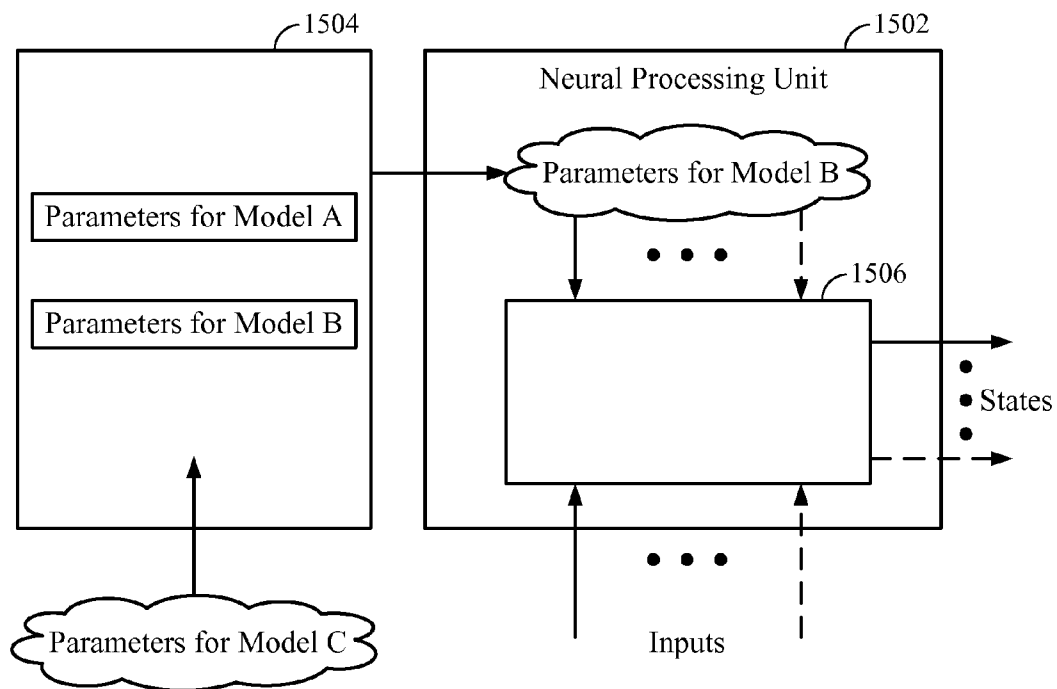 1504
1502
Neural Processing Unit
Parameters for Model B
Parameters for Model A
Parameters for Model B
1506
States
Parameters for Model C
Inputs